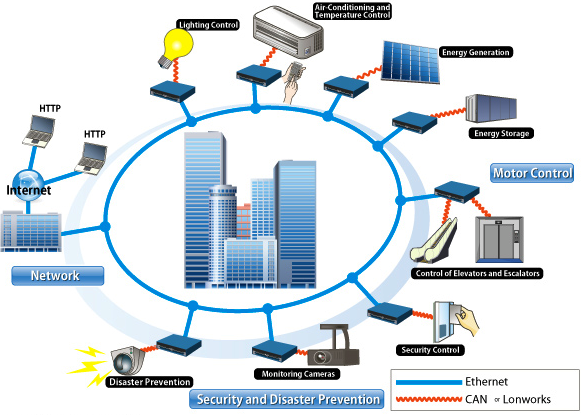 Lighting Control
Air-Conditioning and
Temperature Control
Energy Generation
HTTP
HTTP
Energy Storage
Internet
Motor Control
Network
Control of Elevators and Escalators
Security Control
Monitoring Cameras
Disaster Prevention
Security and Disaster Prevention
Ethernet
CAN or Lonworks